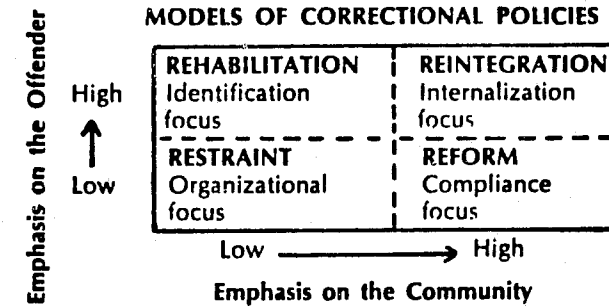 MODELS OF CORRECTIONAL POLICIES
Emphasis on the Offender
High
Low
REHABILITATION
Identification
focus
REINTEGRATION
Internalization
focus
RESTRAINT
Organizational
focus
REFORM
Compliance
focus
Low
High
Emphasis on the Community